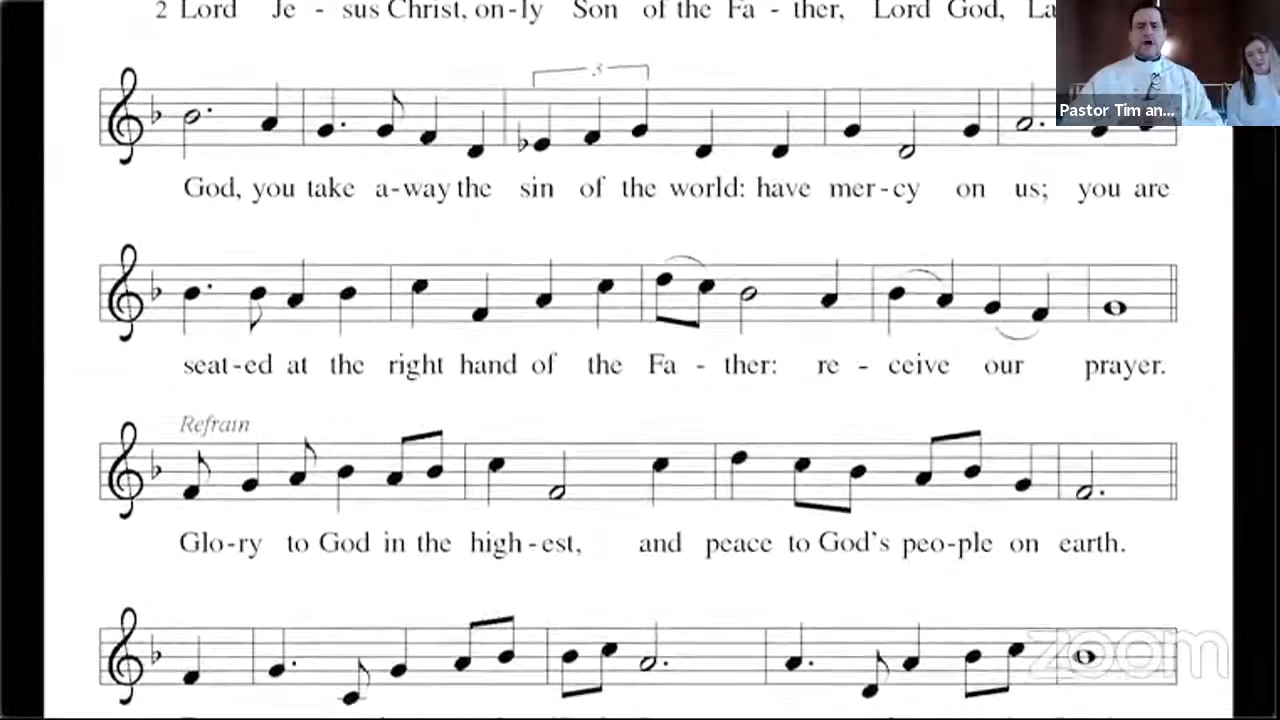 2 Lord Je - sus Christ, on-ly Son of the Fa - ther, Lord God, La
Pastor Tim an...
3
God, you take a-way the sin of the world: have mer-cy on us; you are
seat-ed at the right hand of the Fa - ther: re - ceive our prayer.
Refrain
Glo-ry to God in the high-est, and peace to God's peo-ple on earth.
zoom